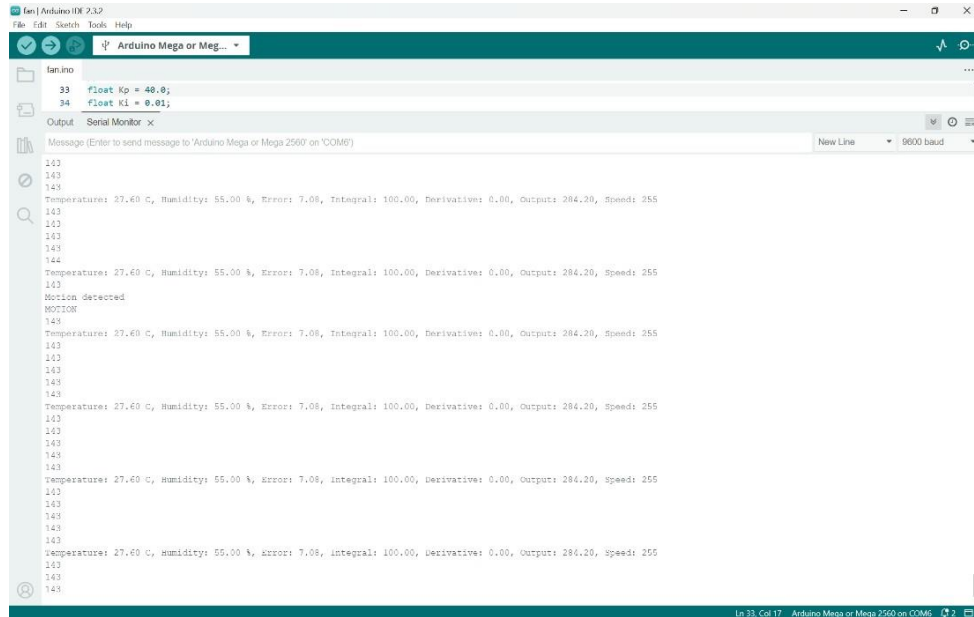 fan | Arduino IDE 2.3.2
File Edit Sketch Tools Help
Arduino Mega or Meg...
fan.ino
33 float Kp = 40.0;
34 float Ki = 0.01;
Output Serial Monitor
Message (Enter to send message to 'Arduino Mega or Mega 2560' on 'COM6')
New Line
9600 baud
143
143
143
Temperature: 27.60 C, Humidity: 55.00 %, Error: 7.08, Integral: 100.00, Derivative: 0.00, Output: 284.20, Speed: 255
143
143
143
143
144
Temperature: 27.60 C, Humidity: 55.00 %, Error: 7.08, Integral: 100.00, Derivative: 0.00, Output: 284.20, Speed: 255
143
Motion detected
MOTION
143
Temperature: 27.60 C, Humidity: 55.00 %, Error: 7.08, Integral: 100.00, Derivative: 0.00, Output: 284.20, Speed: 255
143
143
143
143
143
Temperature: 27.60 C, Humidity: 55.00 %, Error: 7.08, Integral: 100.00, Derivative: 0.00, Output: 284.20, Speed: 255
143
143
143
143
143
Temperature: 27.60 C, Humidity: 55.00 %, Error: 7.08, Integral: 100.00, Derivative: 0.00, Output: 284.20, Speed: 255
143
143
143
143
143
Temperature: 27.60 C, Humidity: 55.00 %, Error: 7.08, Integral: 100.00, Derivative: 0.00, Output: 284.20, Speed: 255
143
143
143
Ln 33, Col 17 Arduino Mega or Mega 2560 on COM6 2